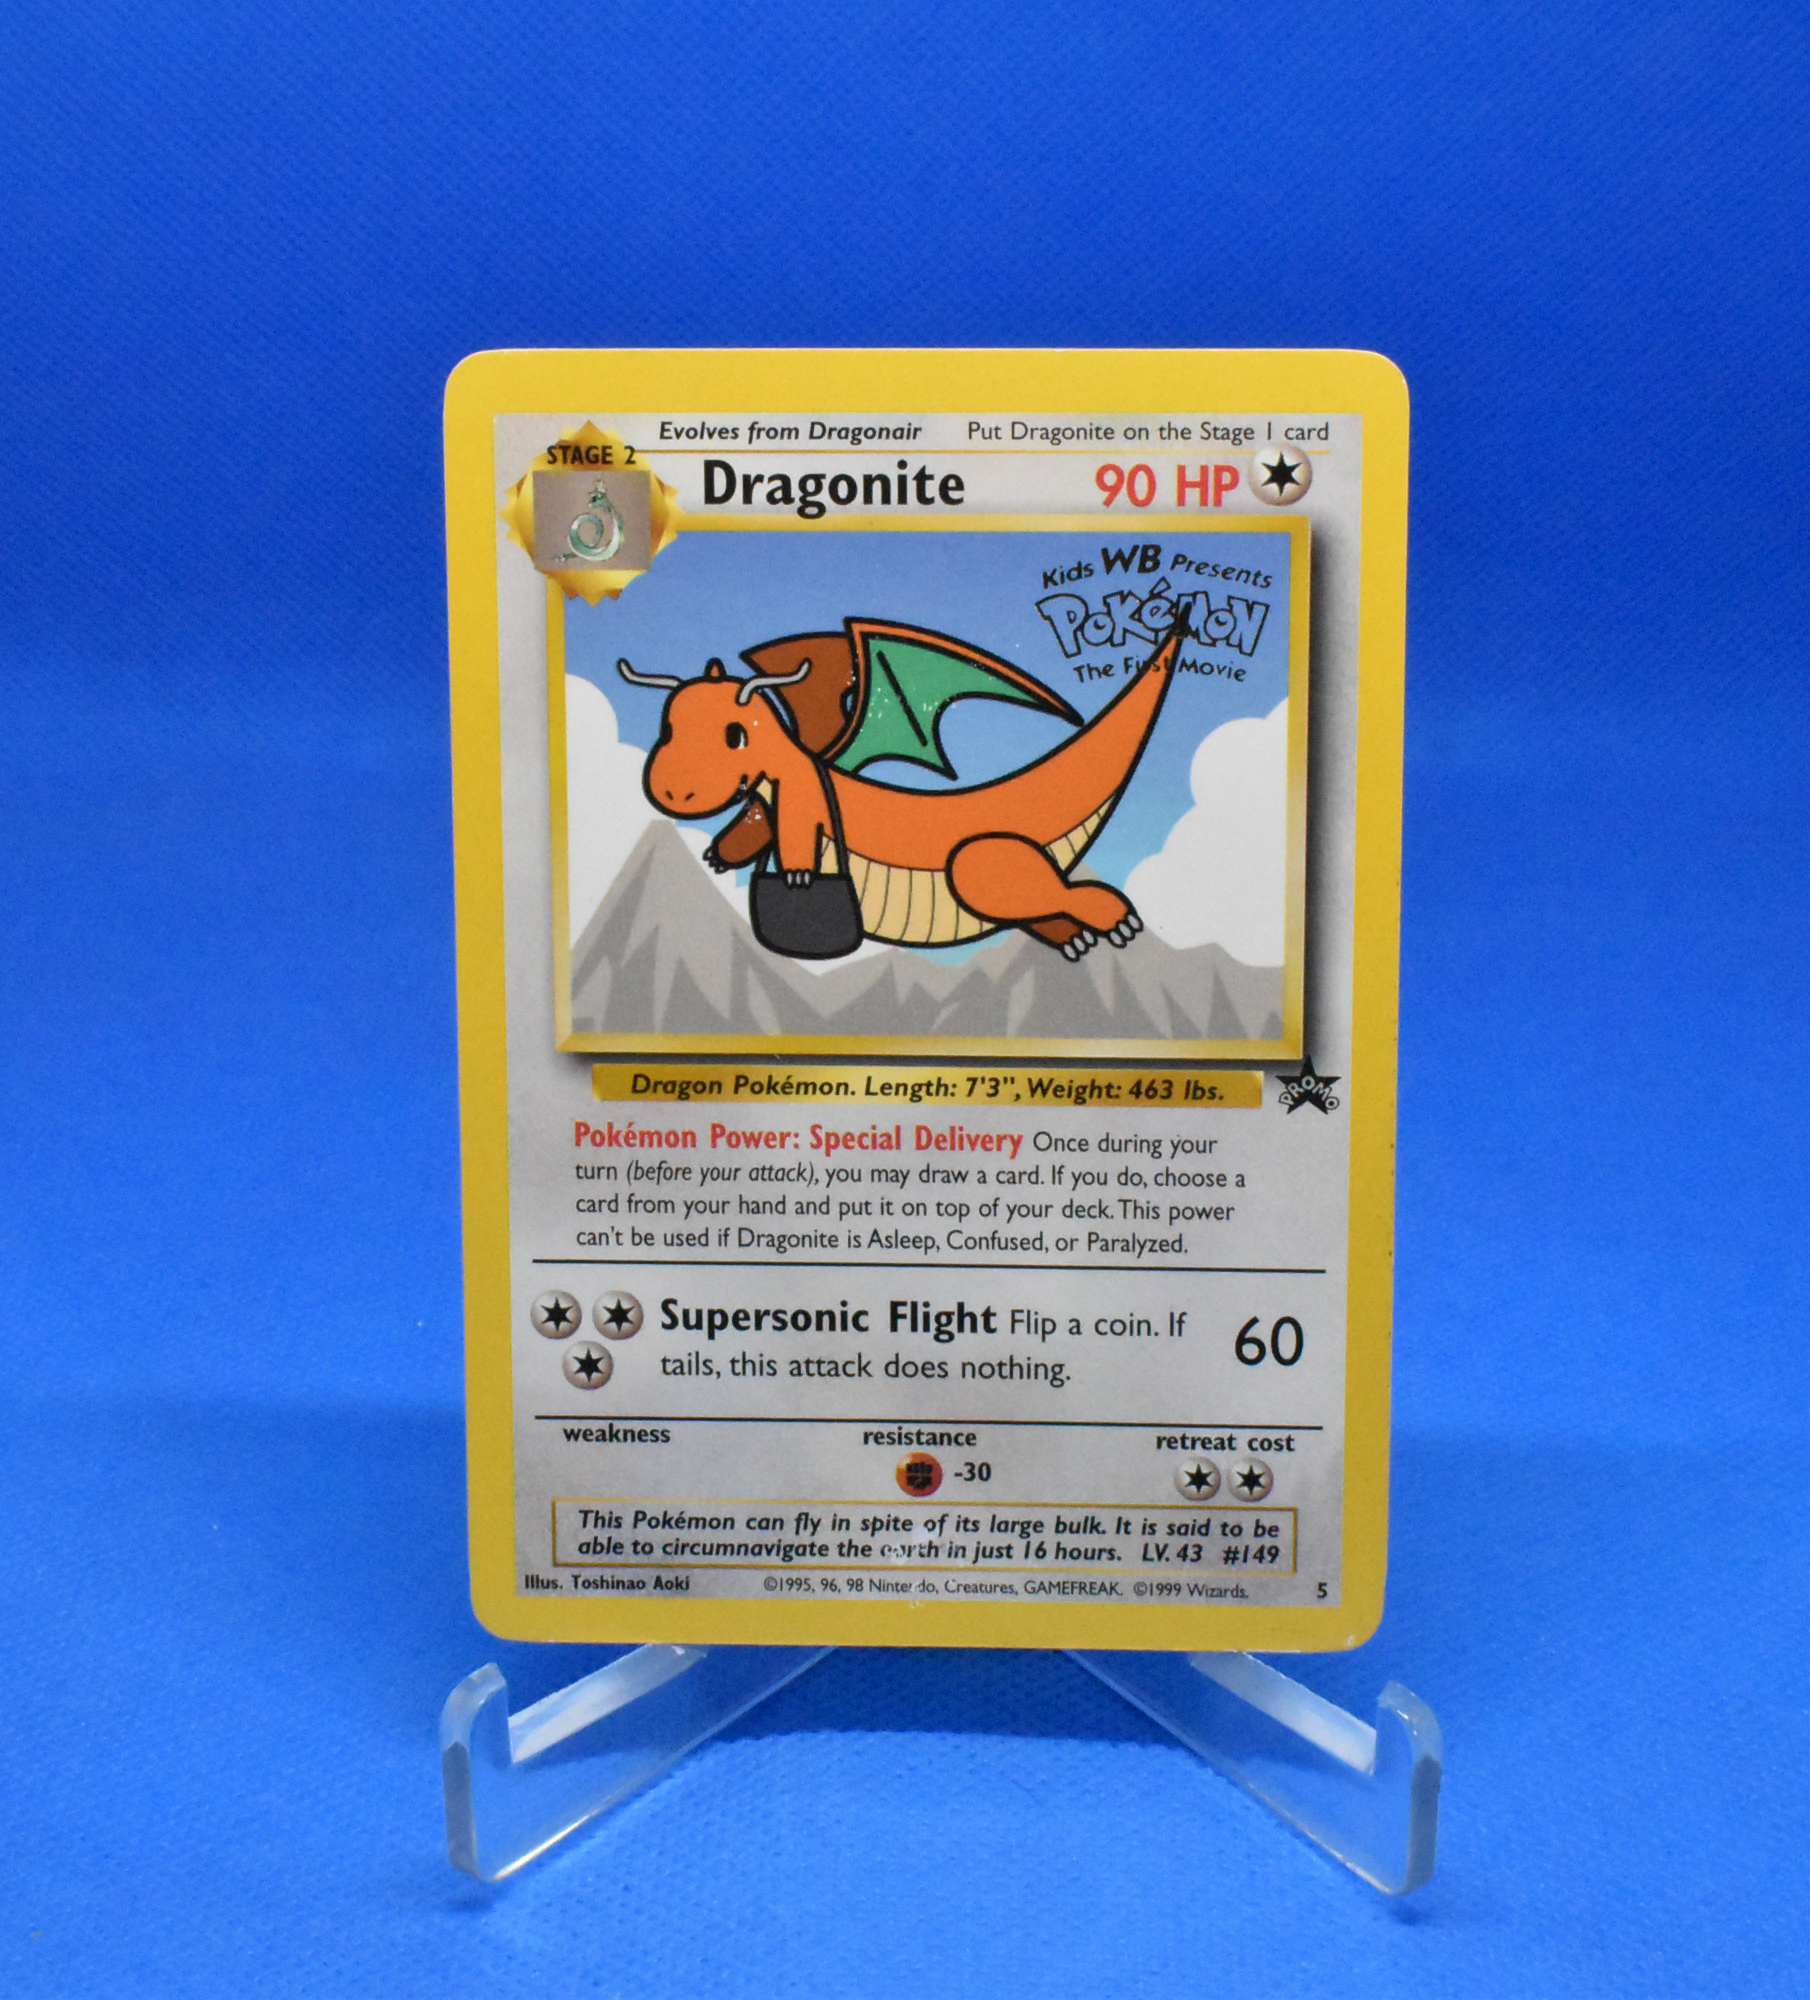 Evolves from Dragonair Put Dragonite on the Stage 1 card
STAGE 2
Dragonite 90 HP
Kids WB Presents
POKéMON
The First Movie
Dragon Pokémon. Length: 7'3", Weight: 463 lbs.
PROMO
Pokémon Power: Special Delivery Once during your
turn (before your attack), you may draw a card. If you do, choose a
card from your hand and put it on top of your deck. This power
can't be used if Dragonite is Asleep, Confused, or Paralyzed.
Supersonic Flight Flip a coin. If
tails, this attack does nothing.
60
weakness resistance retreat cost
-30
This Pokémon can fly in spite of its large bulk. It is said to be
able to circumnavigate the earth in just 16 hours. LV. 43 #149
Illus. Toshinao Aoki ©1995, 96, 98 Nintendo, Creatures, GAMEFREAK. ©1999 Wizards. 5